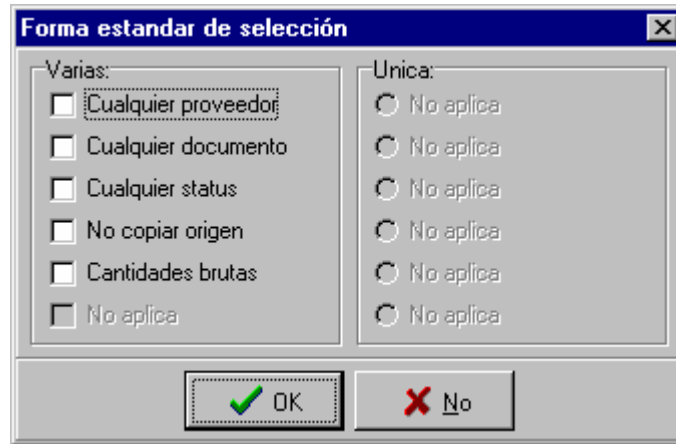 Forma estandar de selección
Varias:
Cualquier proveedor
Cualquier documento
Cualquier status
No copiar origen
Cantidades brutas
No aplica
Unica:
No aplica
No aplica
No aplica
No aplica
No aplica
No aplica
OK
No